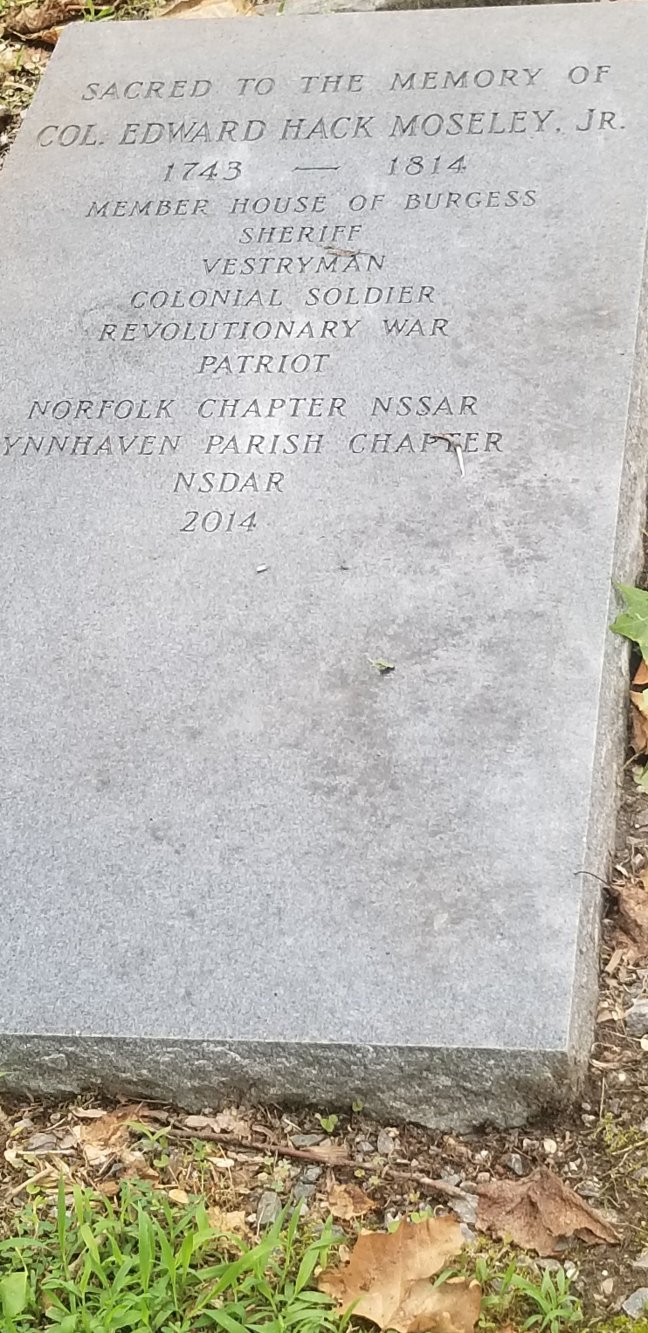 SACRED TO THE MEMORY OF
COL. EDWARD HACK MOSELEY, JR.
1743 — 1814
MEMBER HOUSE OF BURGESS
SHERIFF
VESTRYMAN
COLONIAL SOLDIER
REVOLUTIONARY WAR
PATRIOT
NORFOLK CHAPTER NSSAR
YNNHAVEN PARISH CHAPTER
NSDAR
2014